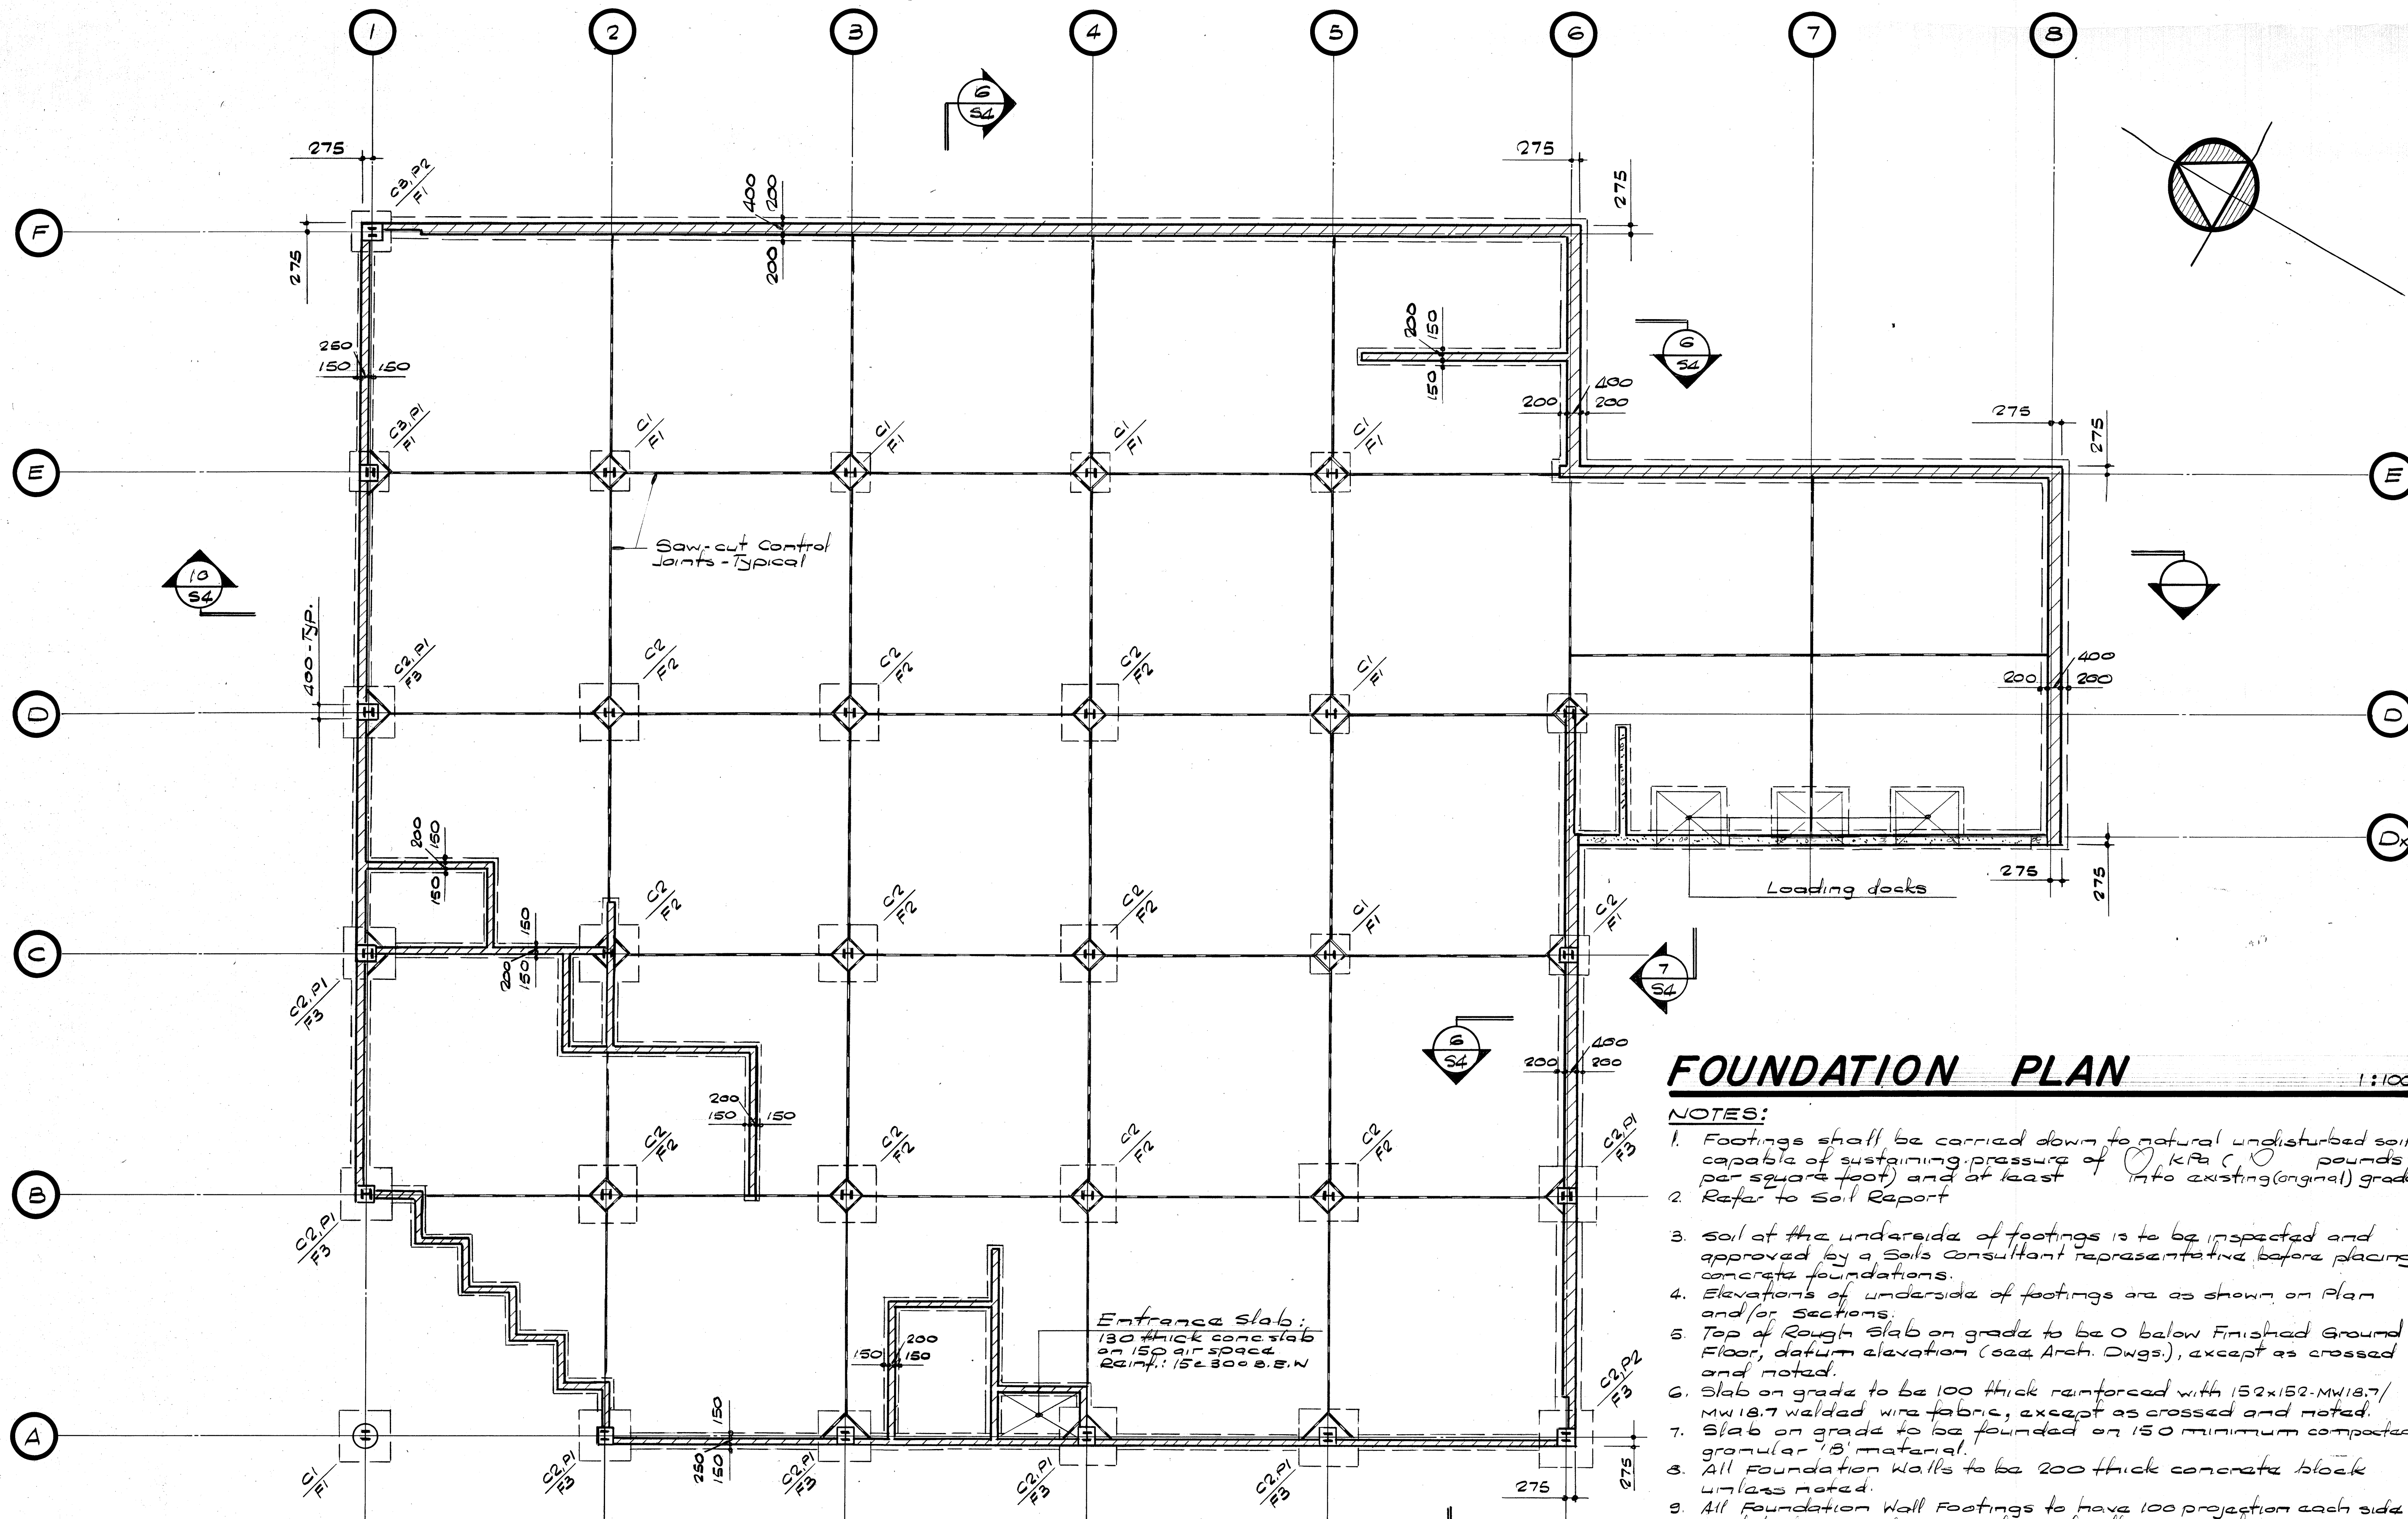 1
2
3
4
5
6
7
8
6
S4
275
275
275
C3, P2
F1
400
200
200
F
275
250
150
150
200
150
150
6
S4
400
200
200
275
275
C3, P1
F1
C1
F1
C1
F1
C1
F1
C1
F1
E
E
Saw-cut Control
Joints-Typical
10
S4
400-Typ.
C2, P1
F3
C2
F2
C2
F2
C2
F2
C1
F1
400
200
200
D
D
200
150
150
Dx
Loading docks
275
275
C2
F2
C2
F2
C2
F2
C1
F1
C2
F1
200
150
150
C
C2, P1
F3
7
S4
6
S4
400
200
200
FOUNDATION PLAN
1:100
200
150
150
C2
F2
C2
F2
C2
F2
C2
F2
C2, P1
F3
B
C2, P1
F3
NOTES:
1. Footings shall be carried down to natural undisturbed soil
capable of sustaining pressure of kPa ( pounds
per square foot) and at least into existing (original) grade
2. Refer to Soil Report
3. Soil at the underside of footings is to be inspected and
approved by a Soils Consultant representative before placing
concrete foundations.
4. Elevations of underside of footings are as shown on Plan
and/or Sections.
5. Top of Rough Slab on grade to be 0 below Finished Ground
Floor, datum elevation (see Arch. Dwgs.), except as crossed
and noted.
6. Slab on grade to be 100 thick reinforced with 152x152-MW18.7/
MW18.7 welded wire fabric, except as crossed and noted.
7. Slab on grade to be founded on 150 minimum compacted
granular 'B' material.
8. All Foundation Walls to be 200 thick concrete block
unless noted.
9. All Foundation Wall Footings to have 100 projection each side
Entrance Slab:
130 thick conc. slab
on 150 air space
Reinf.: 15@300 B.E.W
150
200
150
C2, P2
F3
A
C1
F1
C2, P1
F3
250
150
150
C2, P1
F3
C2, P1
F3
C2, P1
F3
275
275